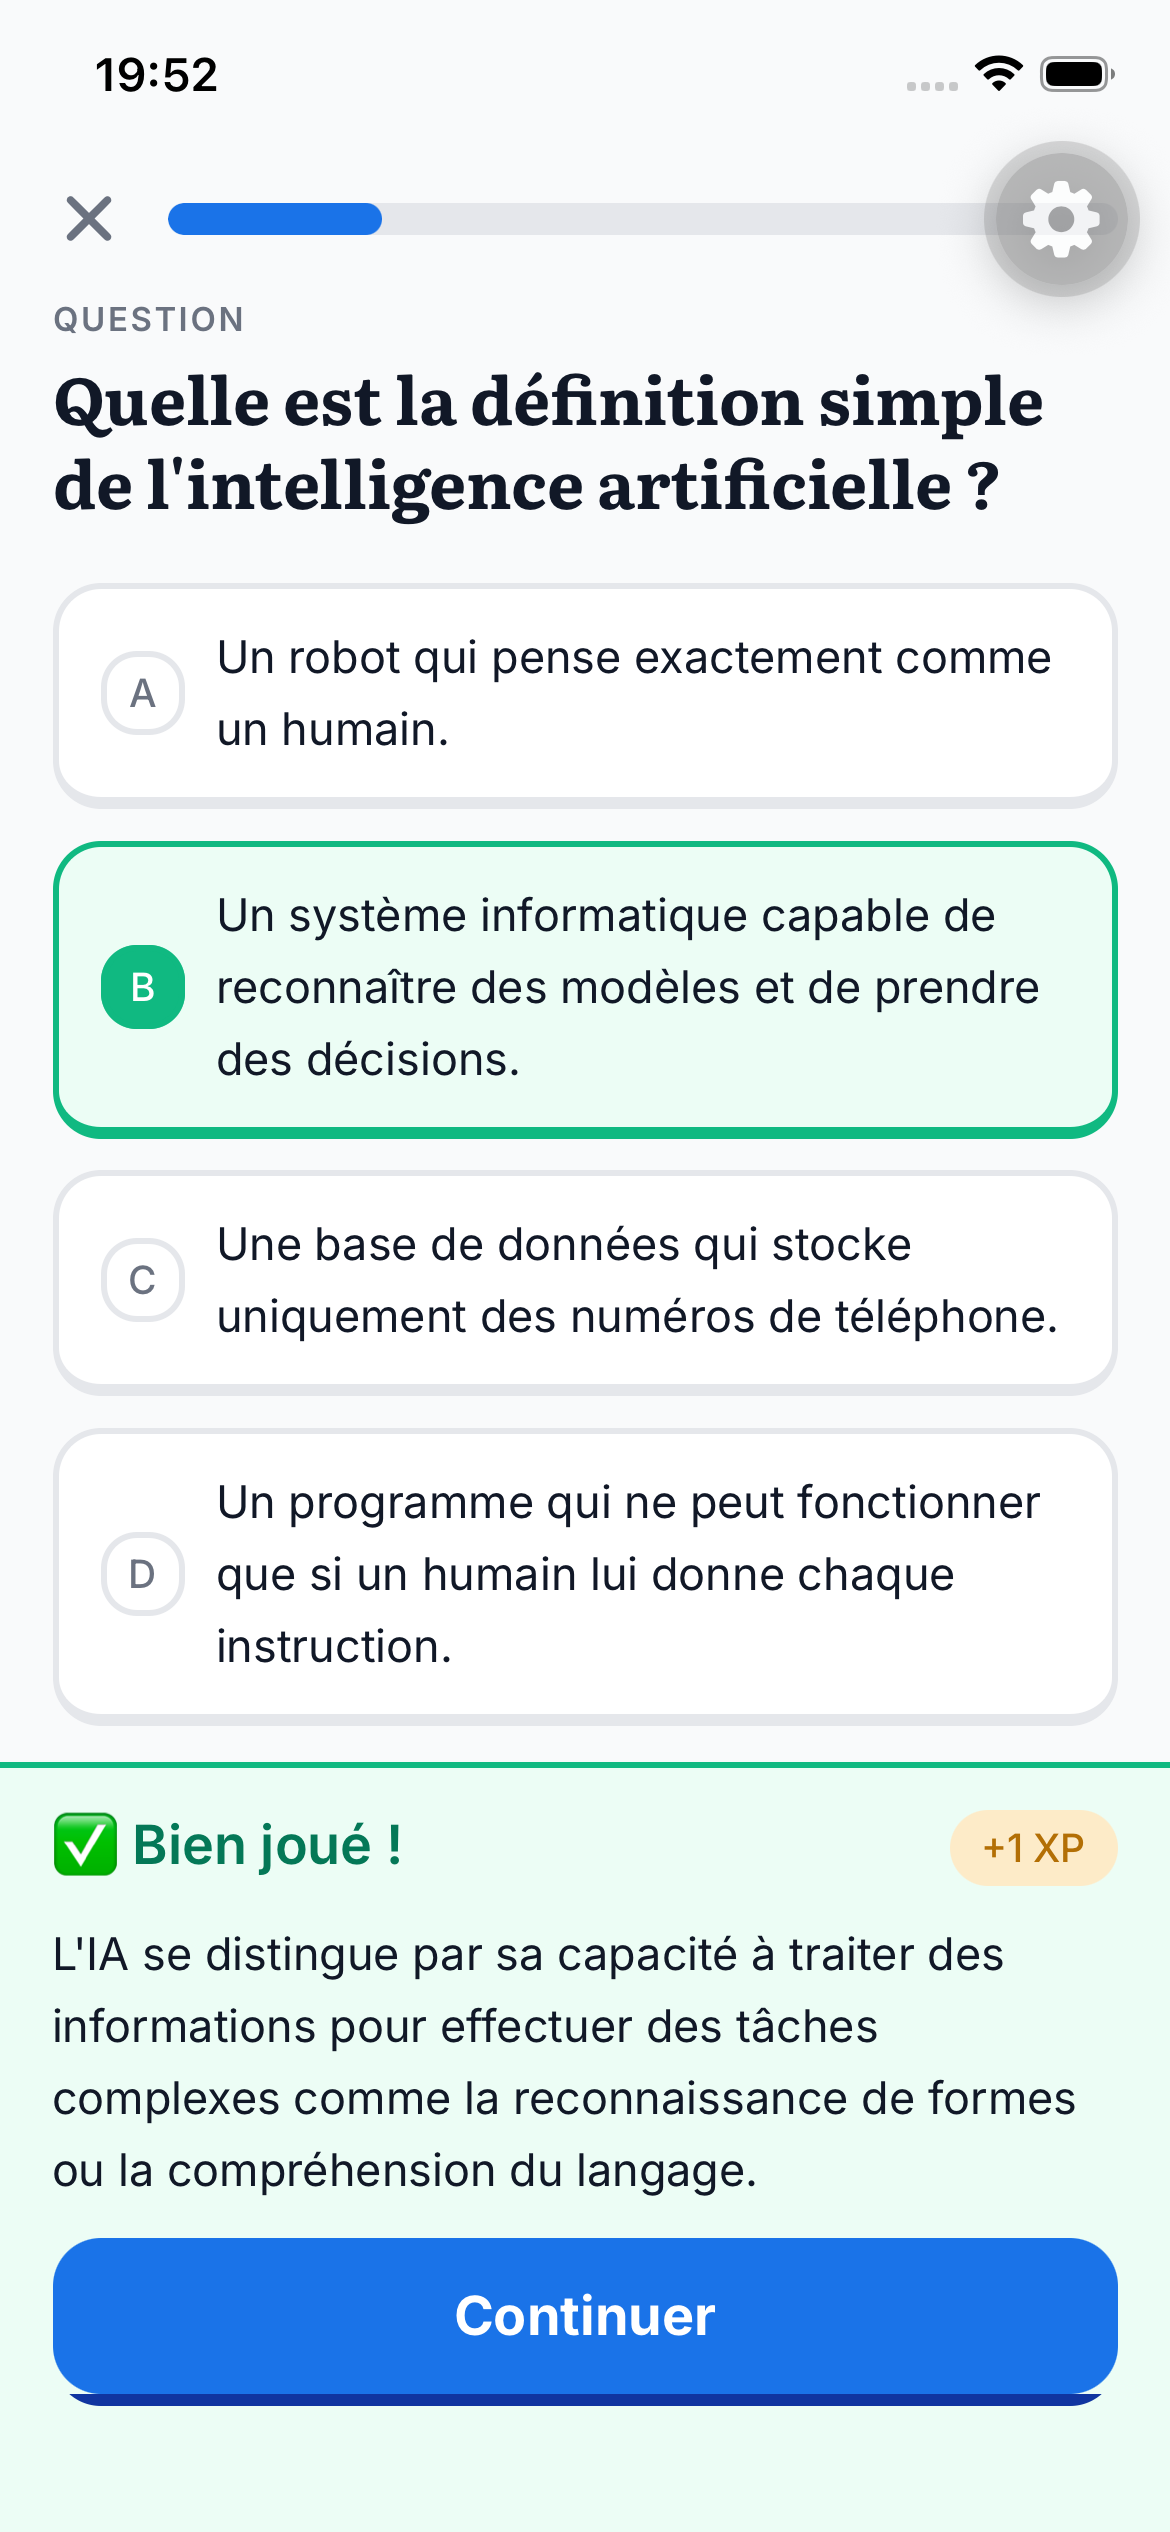 19:52
QUESTION
Quelle est la définition simple
de l'intelligence artificielle ?
A
Un robot qui pense exactement comme
un humain.
B
Un système informatique capable de
reconnaître des modèles et de prendre
des décisions.
C
Une base de données qui stocke
uniquement des numéros de téléphone.
D
Un programme qui ne peut fonctionner
que si un humain lui donne chaque
instruction.
✅ Bien joué !
+1 XP
L'IA se distingue par sa capacité à traiter des
informations pour effectuer des tâches
complexes comme la reconnaissance de formes
ou la compréhension du langage.
Continuer